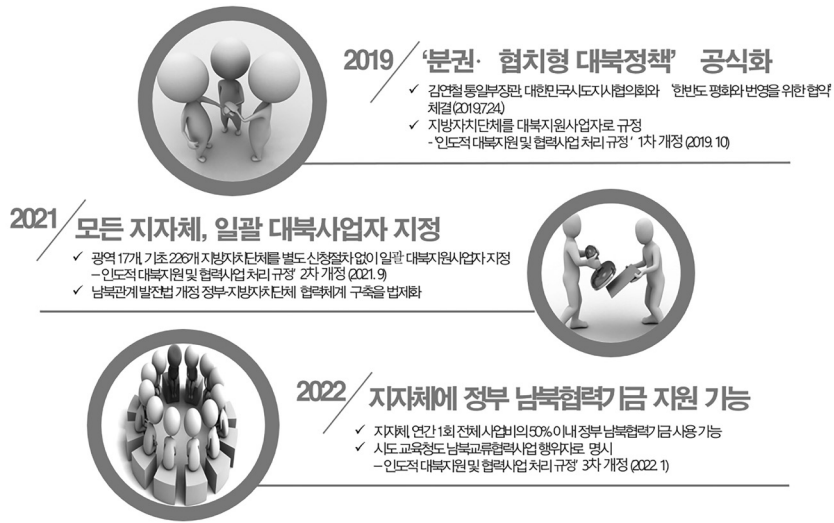 2019 ‘분권· 협치형 대북정책’ 공식화
✓ 김연철 통일부장관, 대한민국시도지사협의회와 ‘한반도 평화와 번영을 위한 협약’
체결(2019.7.24.)
✓ 지방자치단체를 대북지원사업자로 규정
-‘인도적 대북지원 및 협력사업 처리 규정’ 1차 개정 (2019. 10)
2021 모든 지자체, 일괄 대북사업자 지정
✓ 광역 17개, 기초 226개 지방자치단체를 별도 신청절차 없이 일괄 대북지원사업자 지정
– 인도적 대북지원 및 협력사업 처리 규정’ 2차 개정 (2021. 9)
✓ 남북관계 발전법 개정 정부-지방자치단체 협력체계 구축을 법제화
2022 지자체에 정부 남북협력기금 지원 가능
✓ 지자체, 연간 1회 전체 사업비의 50% 이내 정부 남북협력기금 사용 가능
✓ 시도 교육청도 남북교류협력사업 행위자로 명시
– 인도적 대북지원 및 협력사업 처리 규정’ 3차 개정 (2022. 1)